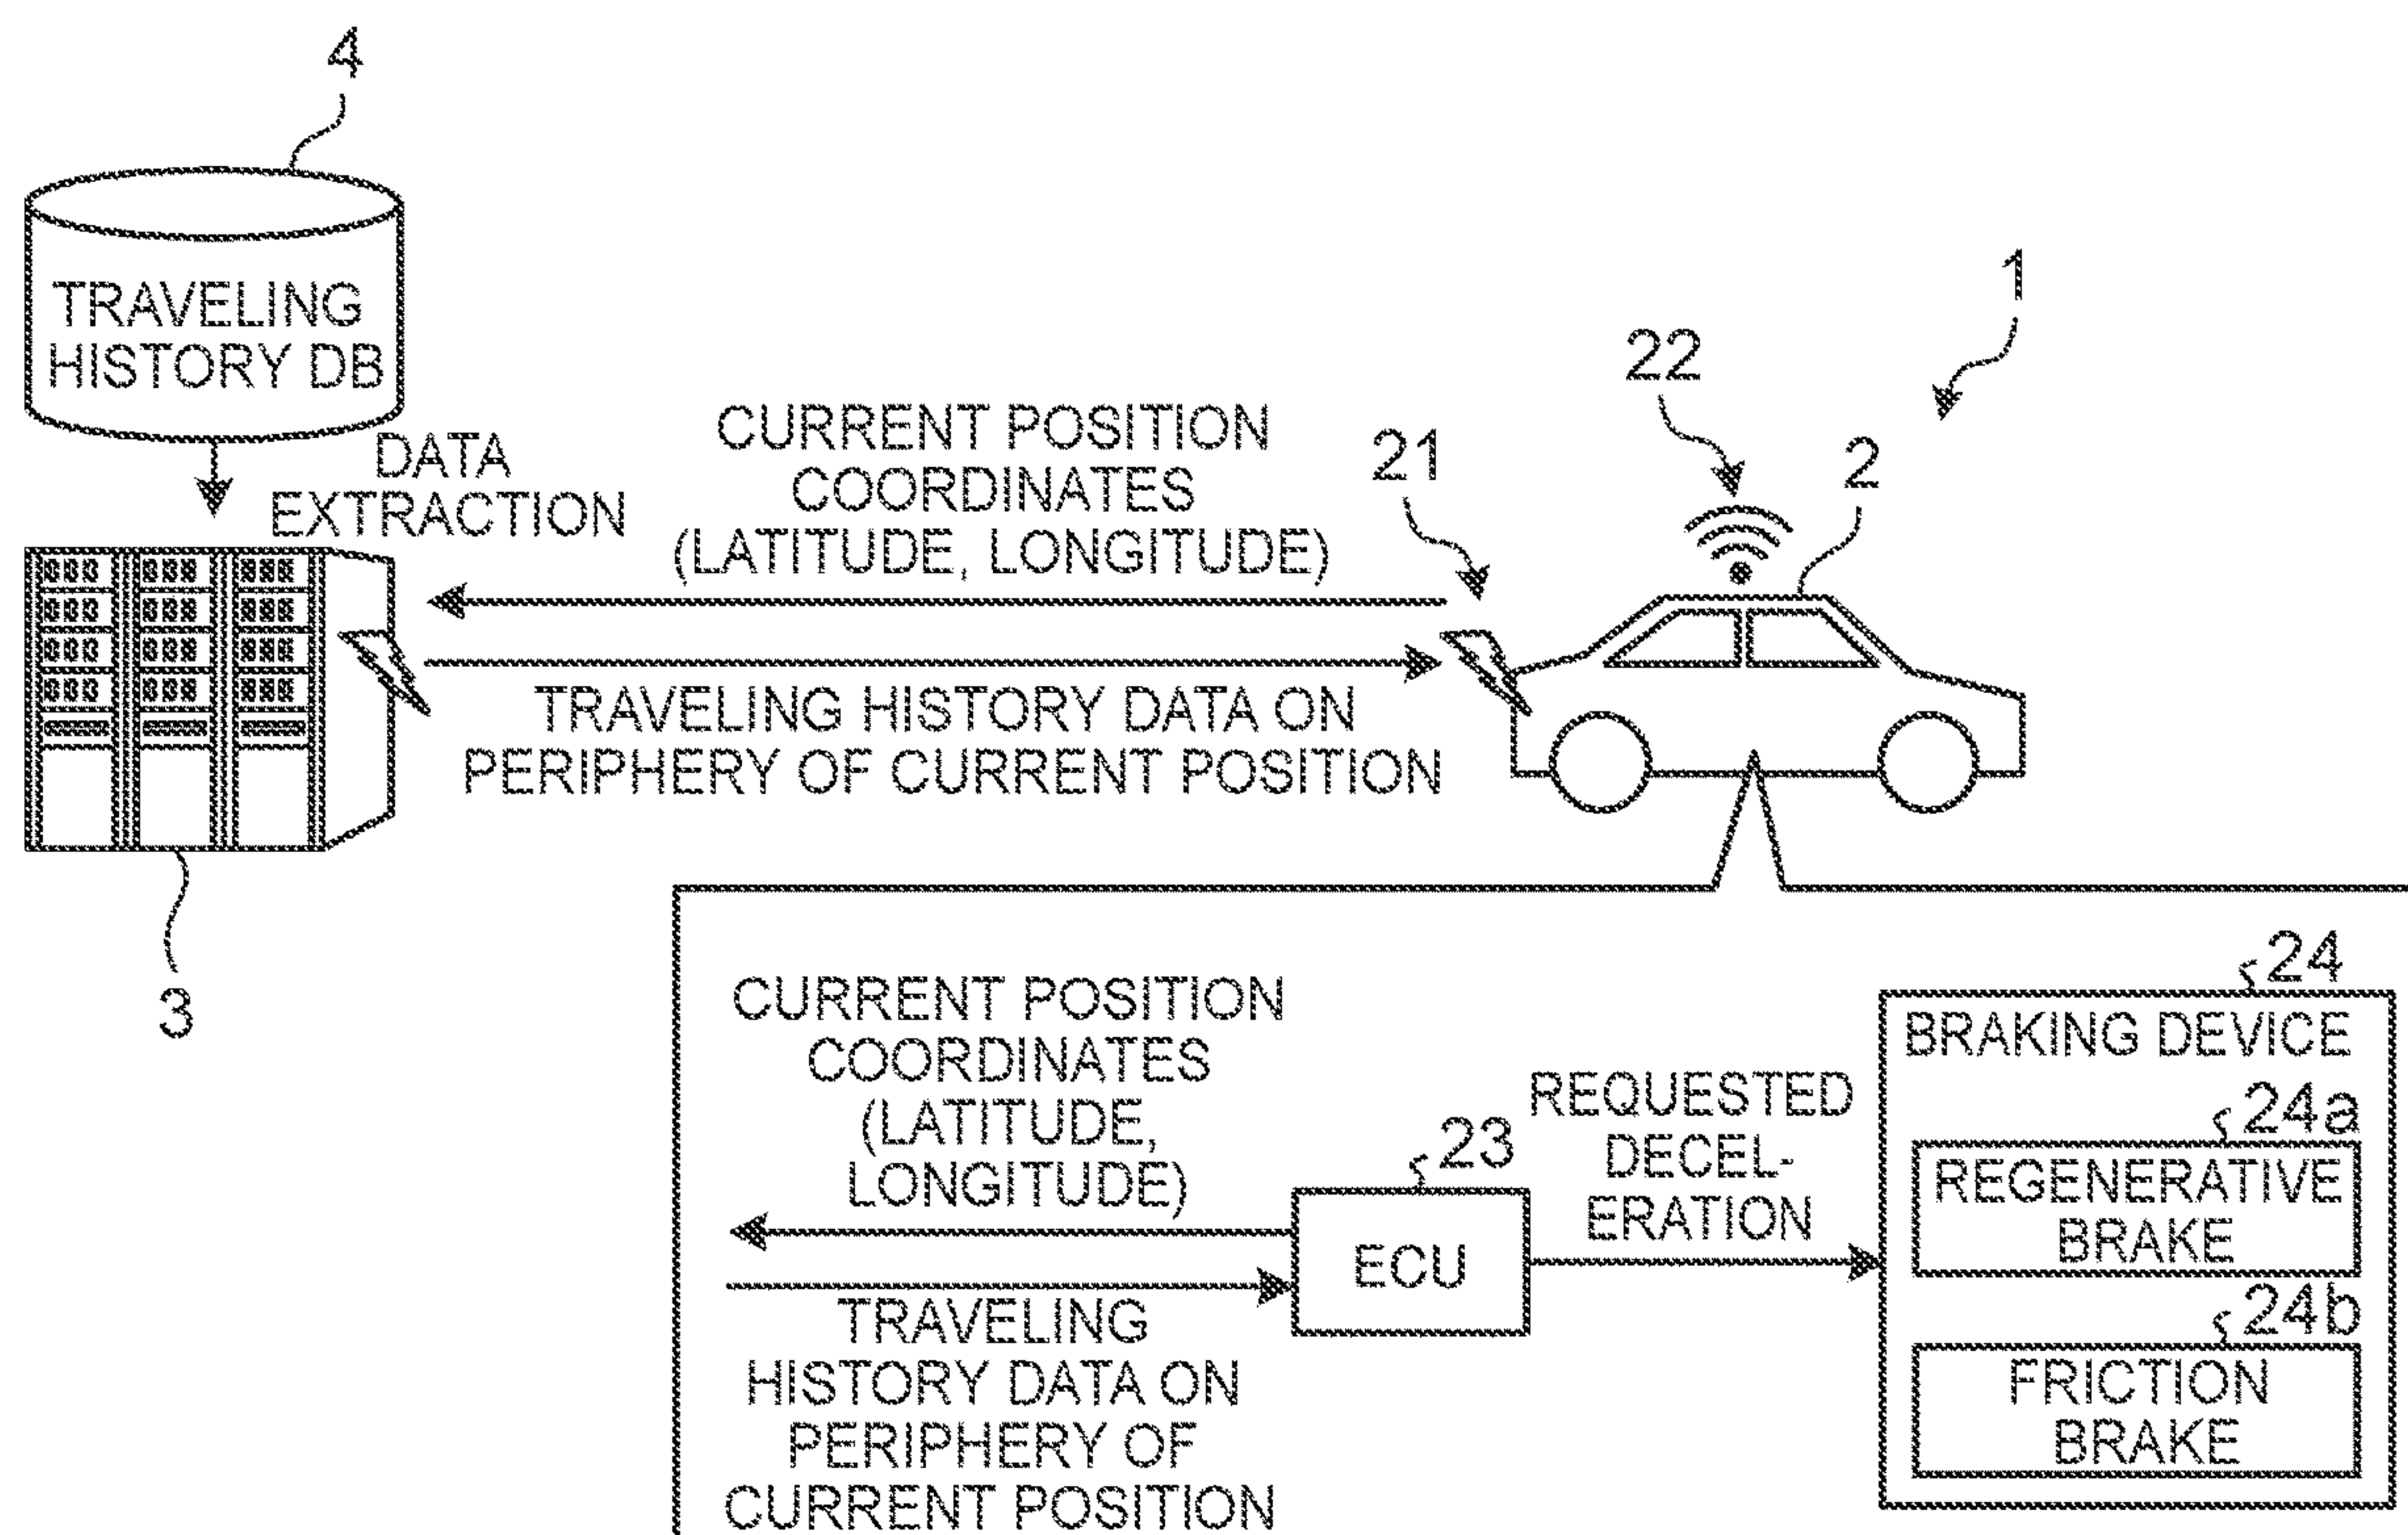 4
TRAVELING
HISTORY DB
DATA
EXTRACTION
CURRENT POSITION
COORDINATES
(LATITUDE, LONGITUDE)
21
22
2
1
TRAVELING HISTORY DATA ON
PERIPHERY OF CURRENT POSITION
3
CURRENT POSITION
COORDINATES
(LATITUDE,
LONGITUDE)
TRAVELING
HISTORY DATA ON
PERIPHERY OF
CURRENT POSITION
23
ECU
REQUESTED
DECEL-
ERATION
24
BRAKING DEVICE
24a
REGENERATIVE
BRAKE
24b
FRICTION
BRAKE